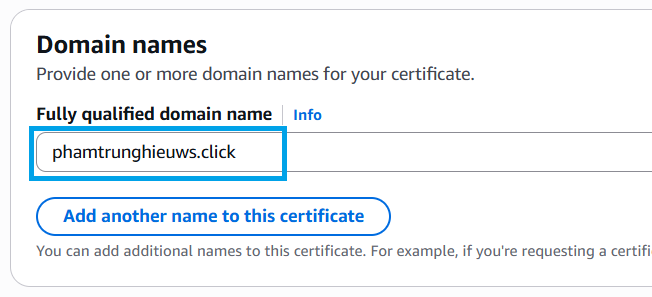 Domain names
Provide one or more domain names for your certificate.
Fully qualified domain name Info
phamtrunghieuws.click
Add another name to this certificate
You can add additional names to this certificate. For example, if you're requesting a